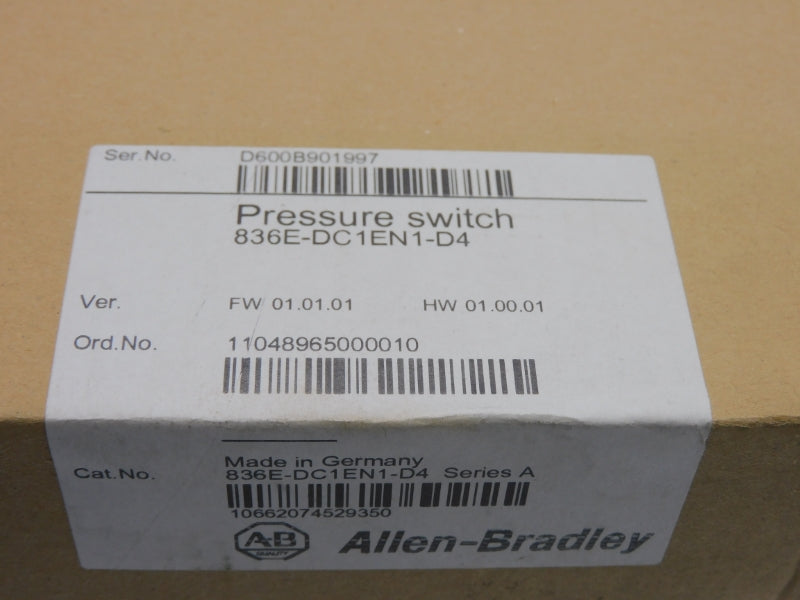 Ser.No. D600B901997
Pressure switch
836E-DC1EN1-D4
Ver. FW 01.01.01 HW 01.00.01
Ord.No. 11048965000010
Made in Germany
Cat.No. 836E-DC1EN1-D4 Series A
10662074529350
A-B QUALITY Allen-Bradley